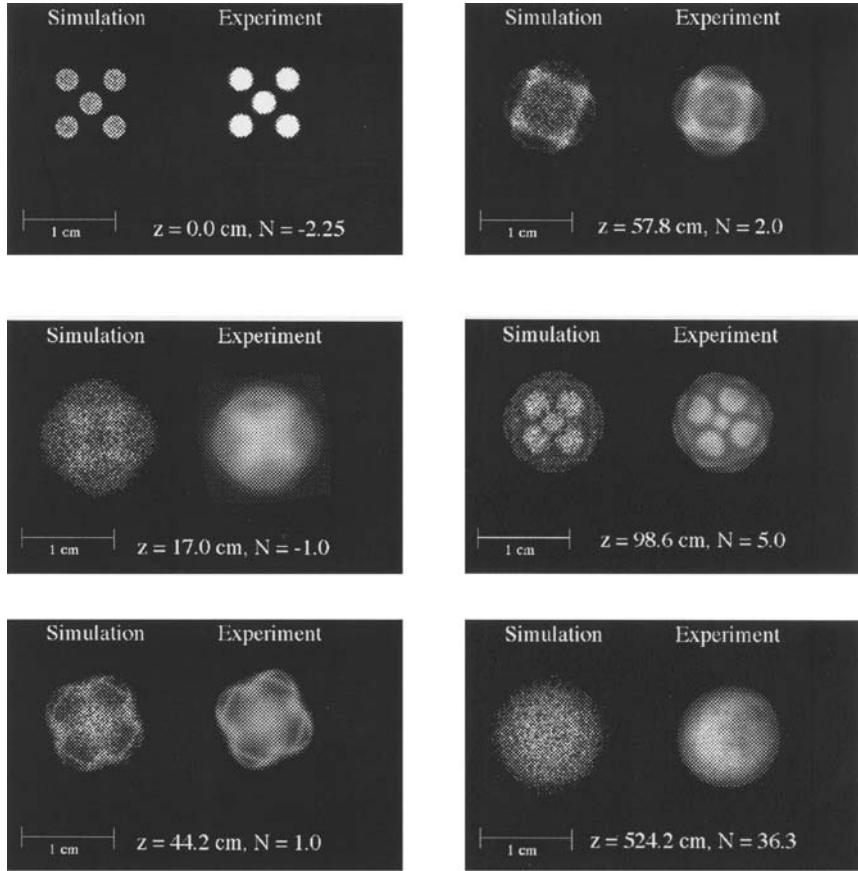 Simulation Experiment
1 cm
z = 0.0 cm, N = -2.25
Simulation Experiment
1 cm
z = 57.8 cm, N = 2.0
Simulation Experiment
1 cm
z = 17.0 cm, N = -1.0
Simulation Experiment
1 cm
z = 98.6 cm, N = 5.0
Simulation Experiment
1 cm
z = 44.2 cm, N = 1.0
Simulation Experiment
1 cm
z = 524.2 cm, N = 36.3